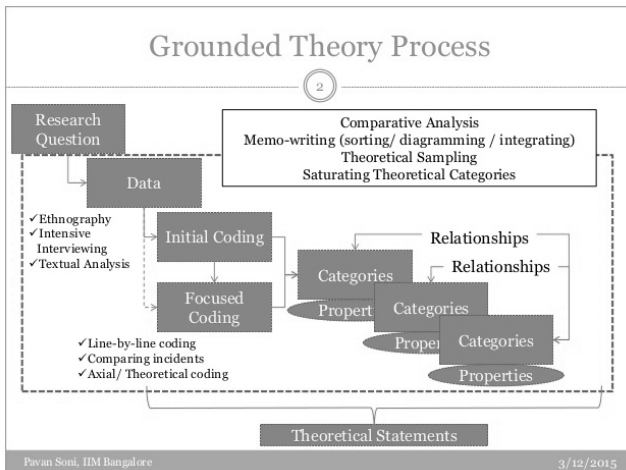 Grounded Theory Process
2
Research
Question
Comparative Analysis
Memo-writing (sorting/ diagramming / integrating)
Theoretical Sampling
Saturating Theoretical Categories
Data
✓Ethnography
✓Intensive
Interviewing
✓Textual Analysis
Initial Coding
Focused
Coding
✓Line-by-line coding
✓Comparing incidents
✓Axial/ Theoretical coding
Relationships
Relationships
Categories
Propert
Categories
Proper
Categories
Properties
Theoretical Statements
Pavan Soni, IIM Bangalore
3/12/2015